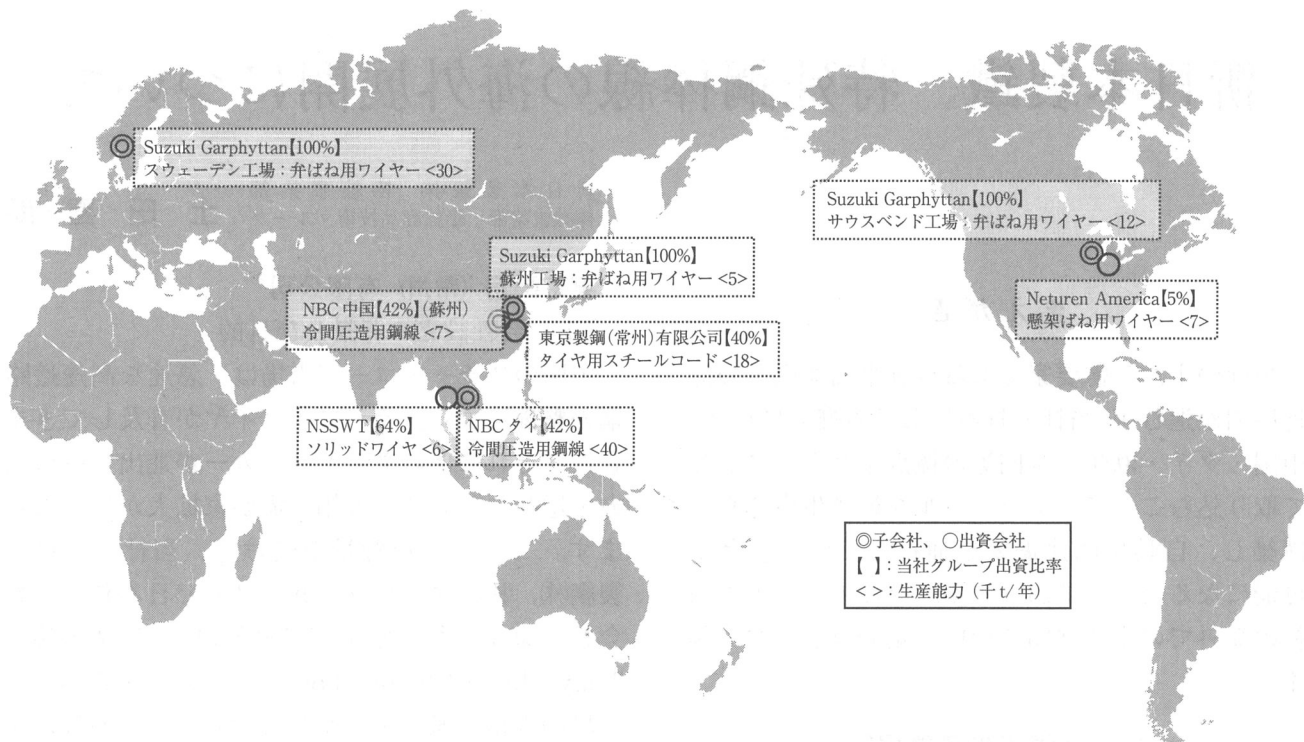 Suzuki Garphyttan【100%】
スウェーデン工場：弁ばね用ワイヤー <30>
Suzuki Garphyttan【100%】
サウスベンド工場：弁ばね用ワイヤー <12>
Suzuki Garphyttan【100%】
蘇州工場：弁ばね用ワイヤー <5>
NBC 中国【42%】(蘇州)
冷間圧造用鋼線 <7>
東京製鋼(常州)有限公司【40%】
タイヤ用スチールコード <18>
Neturen America【5%】
懸架ばね用ワイヤー <7>
NSSWT【64%】
ソリッドワイヤ <6>
NBC タイ【42%】
冷間圧造用鋼線 <40>
◎子会社、○出資会社
【 】：当社グループ出資比率
< >：生産能力（千 t/ 年）